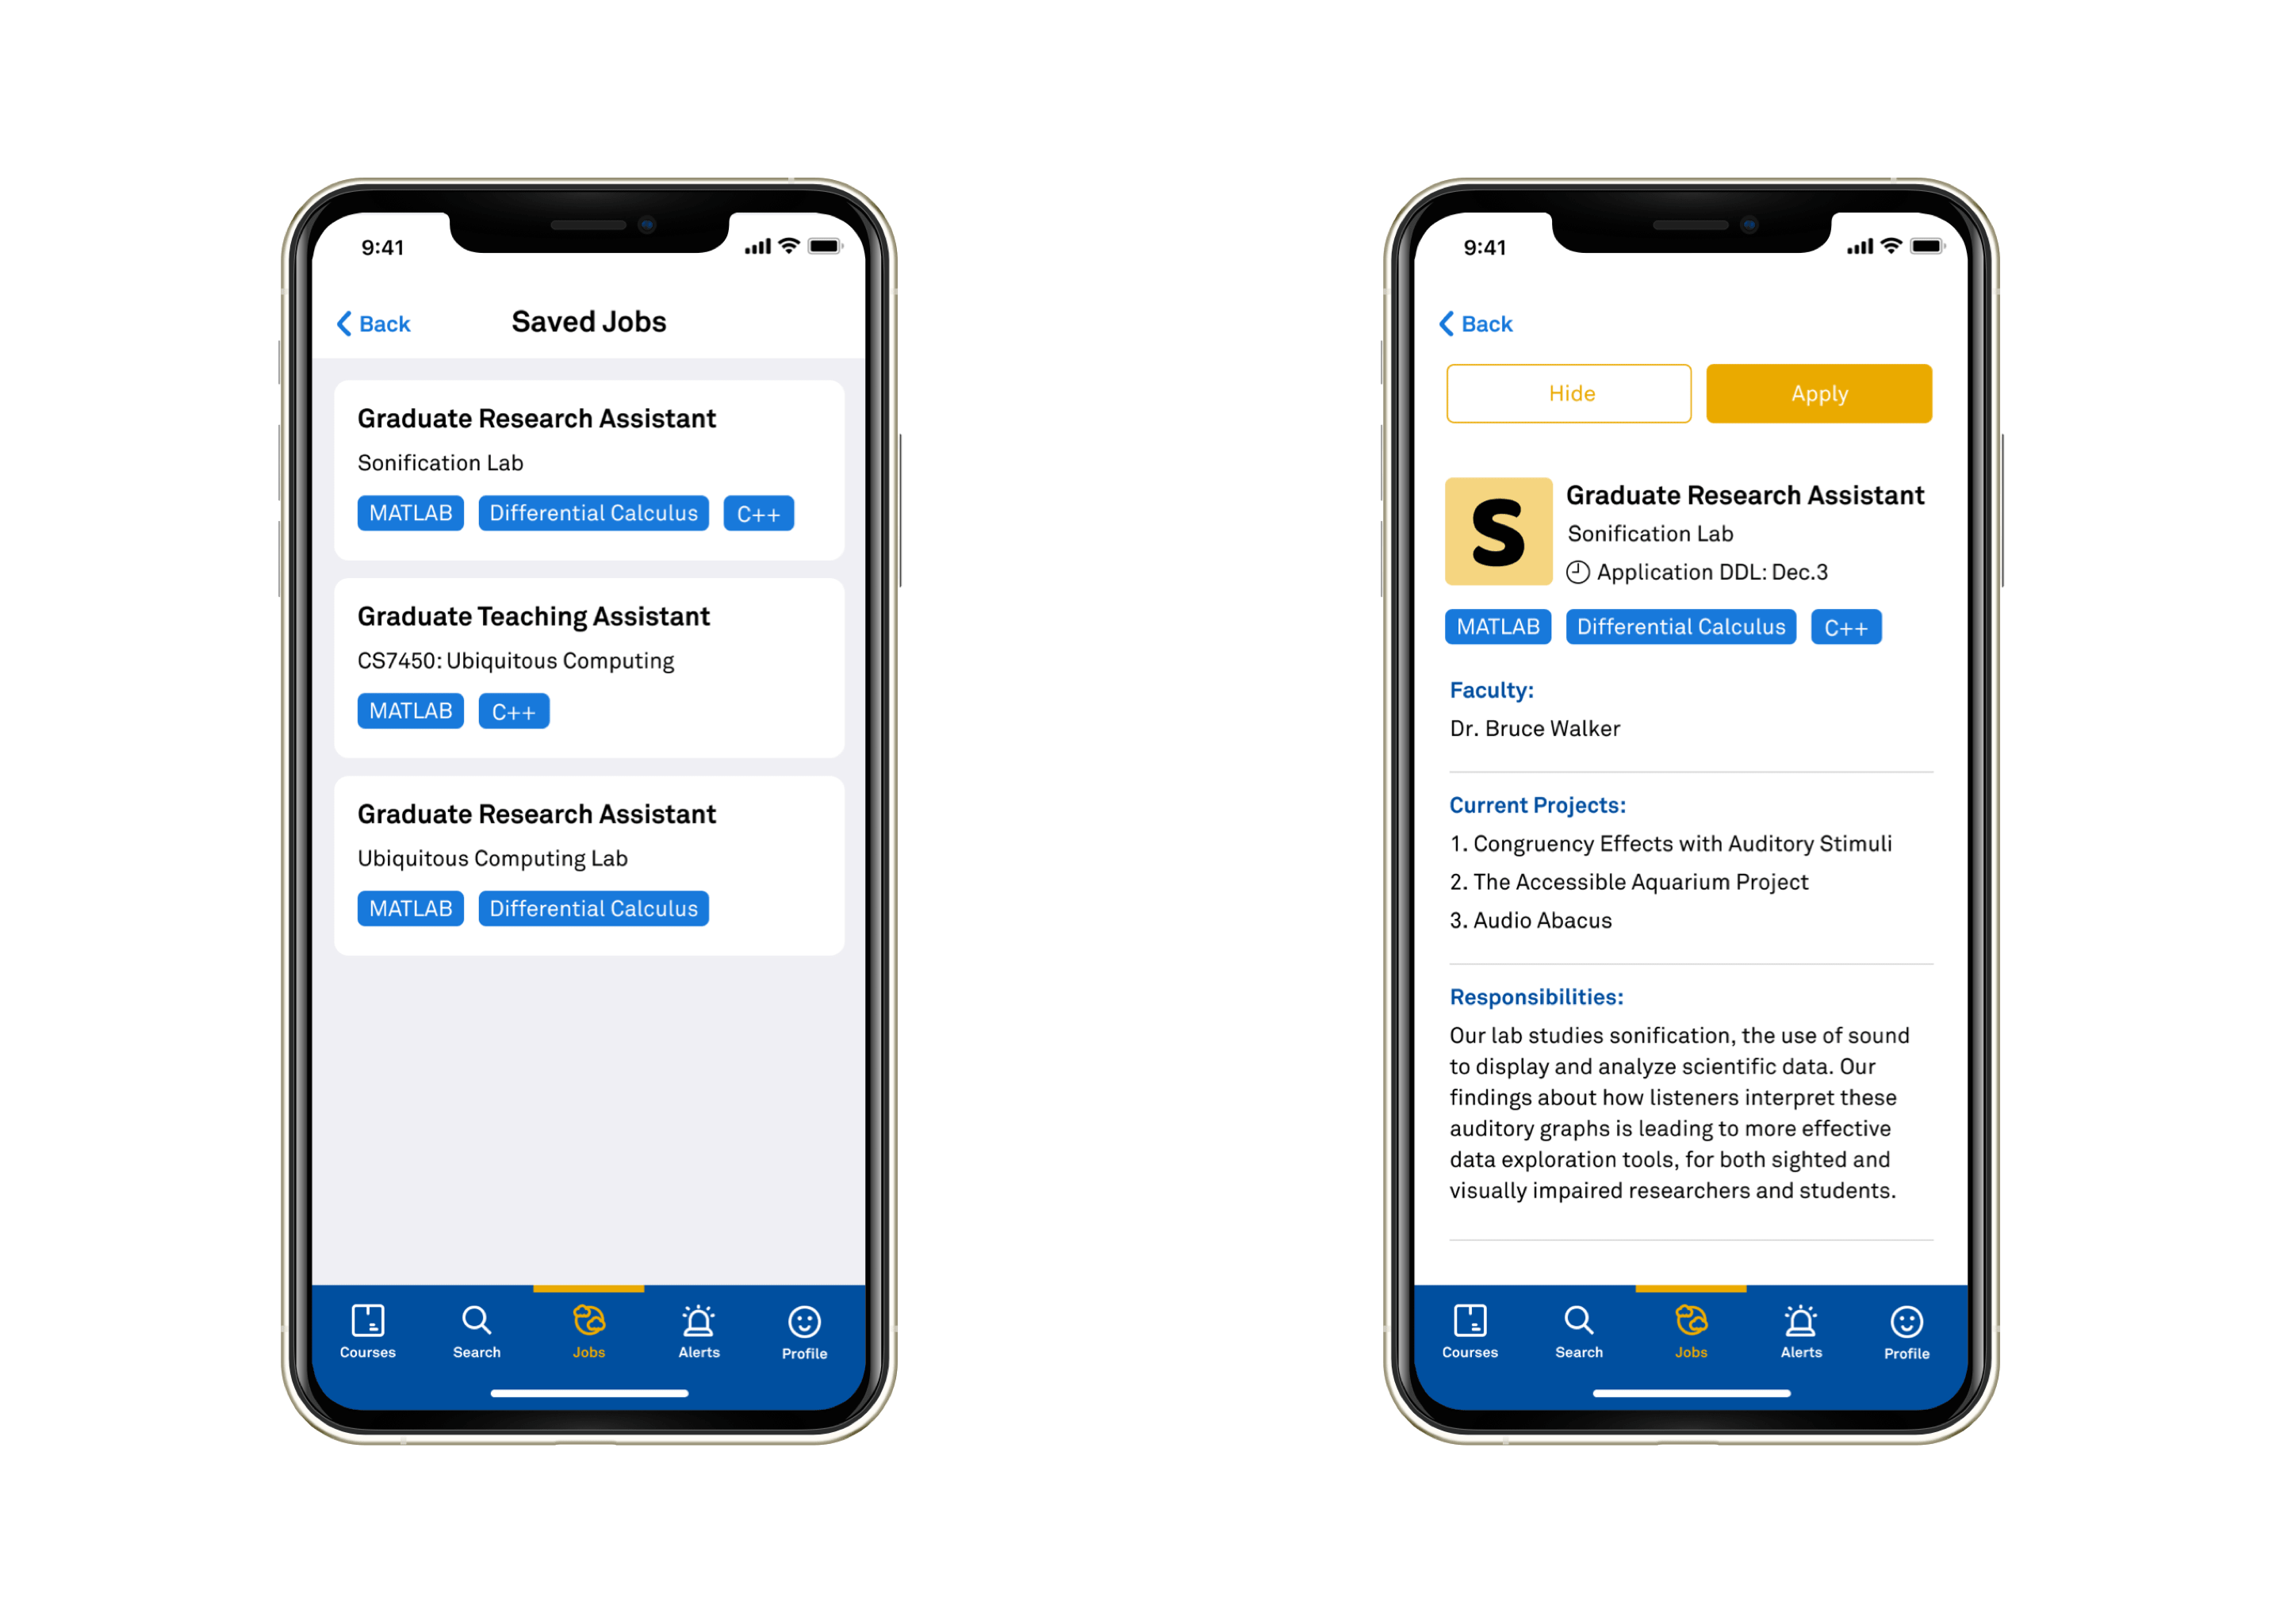 9:41
Back
Saved Jobs
Graduate Research Assistant
Sonification Lab
MATLAB Differential Calculus C++
Graduate Teaching Assistant
CS7450: Ubiquitous Computing
MATLAB C++
Graduate Research Assistant
Ubiquitous Computing Lab
MATLAB Differential Calculus
Courses Search Jobs Alerts Profile
9:41
Back
Hide Apply
S
Graduate Research Assistant
Sonification Lab
Application DDL: Dec.3
MATLAB Differential Calculus C++
Faculty:
Dr. Bruce Walker
Current Projects:
1. Congruency Effects with Auditory Stimuli
2. The Accessible Aquarium Project
3. Audio Abacus
Responsibilities:
Our lab studies sonification, the use of sound
to display and analyze scientific data. Our
findings about how listeners interpret these
auditory graphs is leading to more effective
data exploration tools, for both sighted and
visually impaired researchers and students.
Courses Search Jobs Alerts Profile